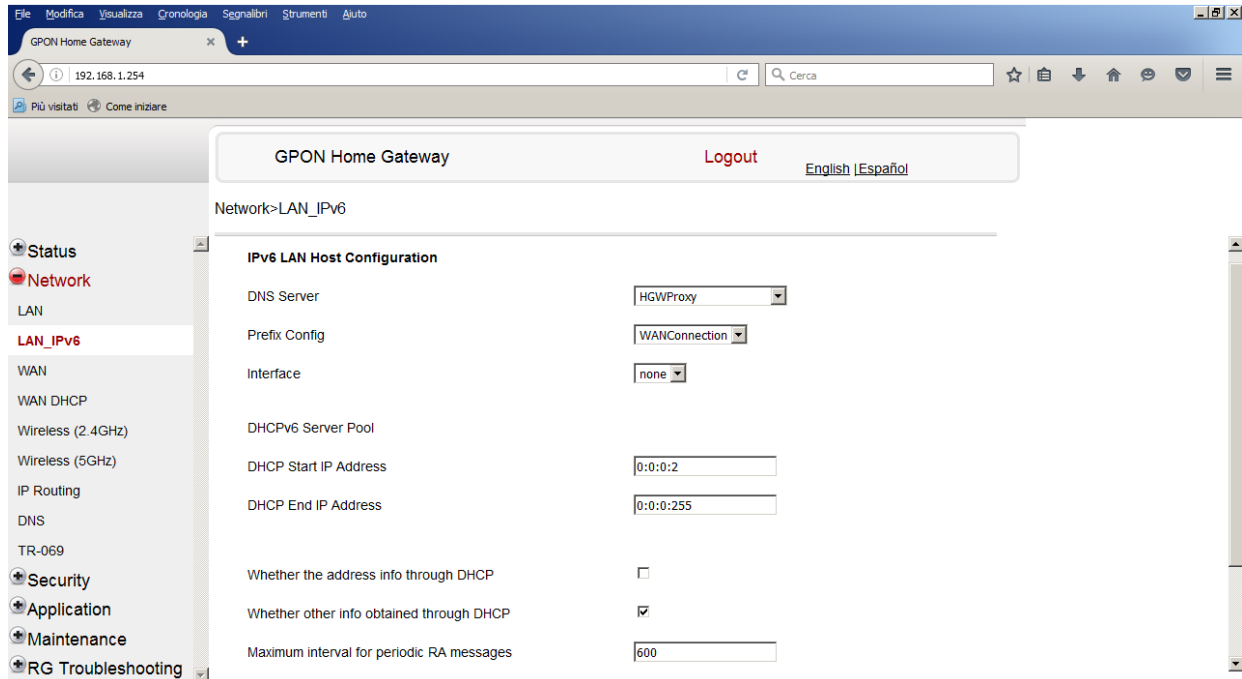 File Modifica Visualizza Cronologia Segnalibri Strumenti Aiuto
GPON Home Gateway
192.168.1.254
Cerca
Più visitati Come iniziare
GPON Home Gateway
Logout
English | Español
Network>LAN_IPv6
Status
Network
LAN
LAN_IPv6
WAN
WAN DHCP
Wireless (2.4GHz)
Wireless (5GHz)
IP Routing
DNS
TR-069
Security
Application
Maintenance
RG Troubleshooting
IPv6 LAN Host Configuration
DNS Server HGWProxy
Prefix Config WANConnection
Interface none
DHCPv6 Server Pool
DHCP Start IP Address 0:0:0:2
DHCP End IP Address 0:0:0:255
Whether the address info through DHCP
Whether other info obtained through DHCP
Maximum interval for periodic RA messages 600